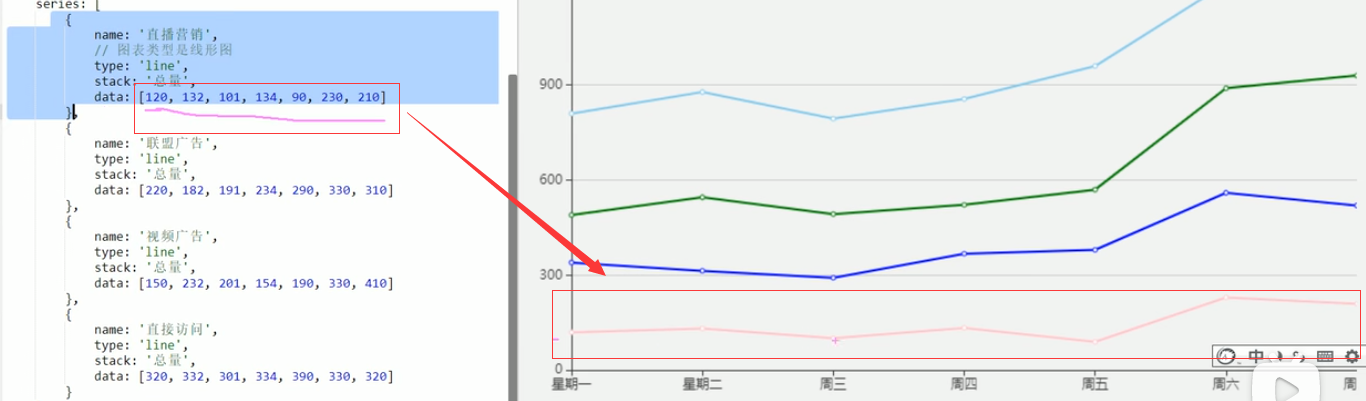 series: [
{
name: '直播营销',
// 图表类型是线形图
type: 'line',
stack: '总量',
data: [120, 132, 101, 134, 90, 230, 210]
},
{
name: '联盟广告',
type: 'line',
stack: '总量',
data: [220, 182, 191, 234, 290, 330, 310]
},
{
name: '视频广告',
type: 'line',
stack: '总量',
data: [150, 232, 201, 154, 190, 330, 410]
},
{
name: '直接访问',
type: 'line',
stack: '总量',
data: [320, 332, 301, 334, 390, 330, 320]
}
900
600
300
0
星期一 星期二 周三 周四 周五 周六 周
中